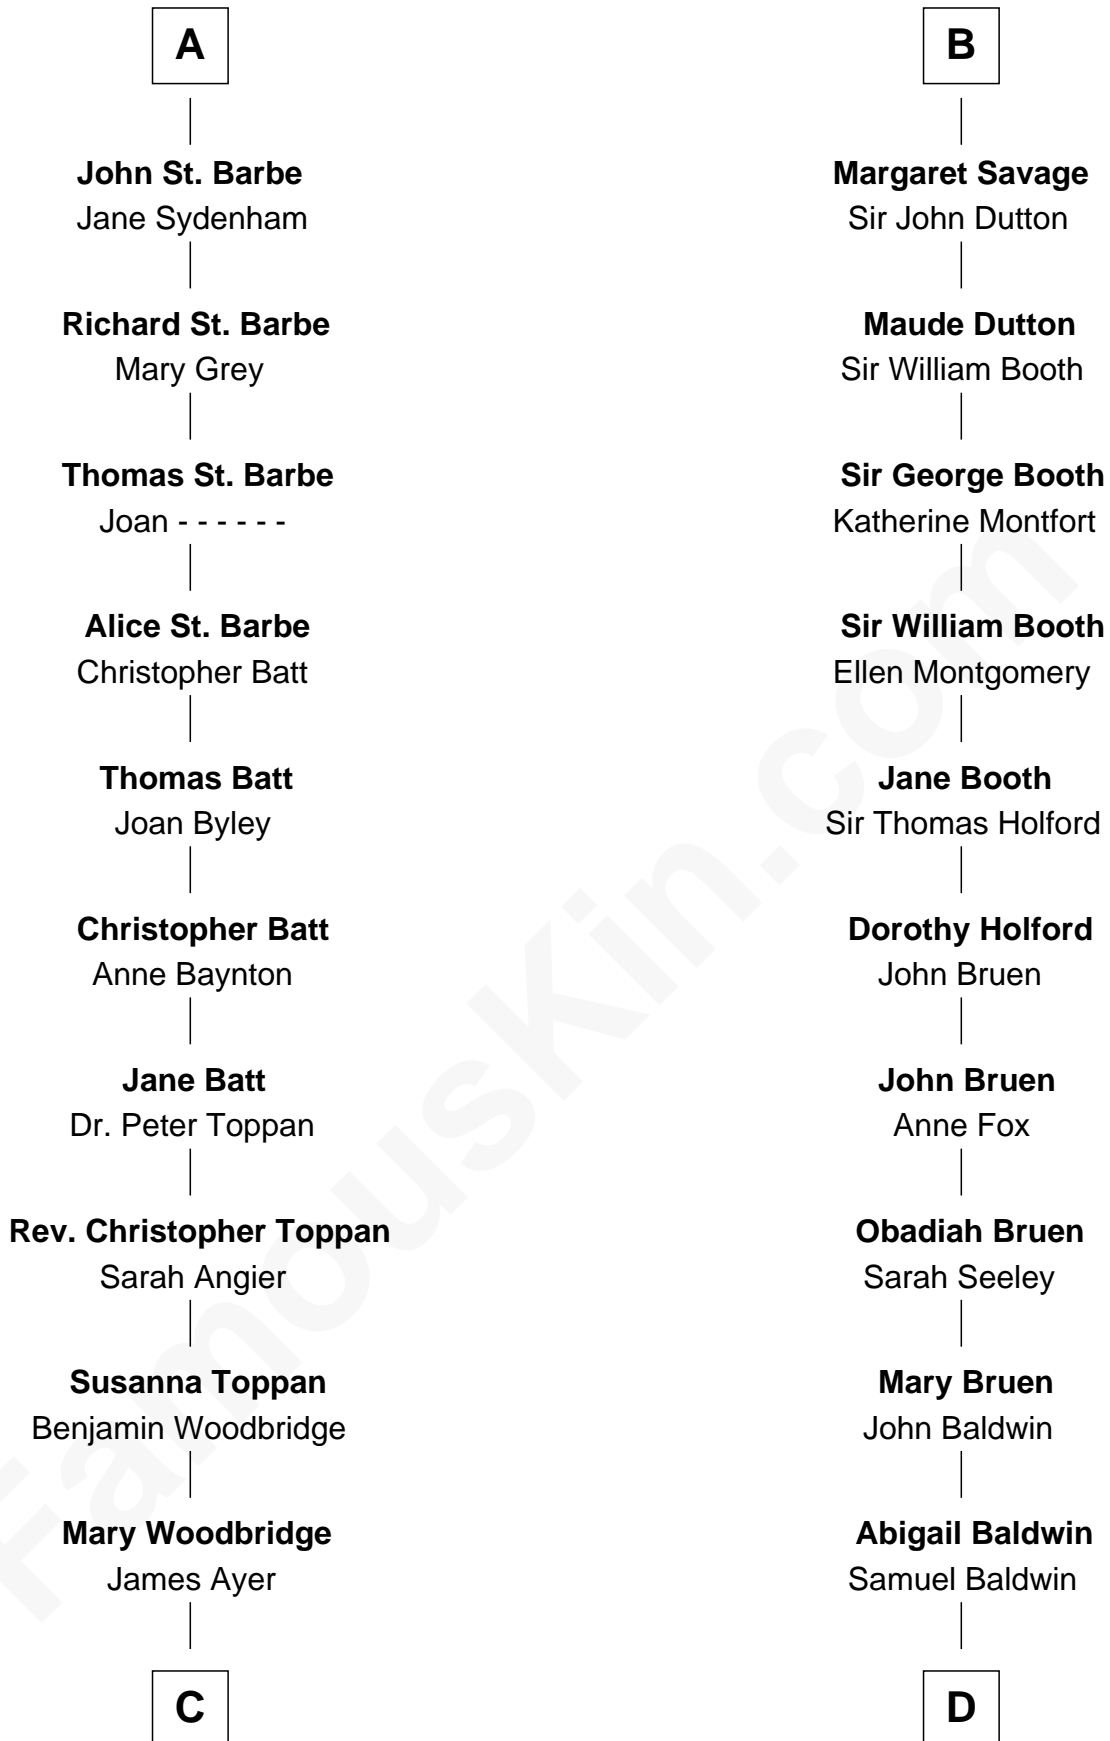 A
John St. Barbe
Jane Sydenham
Richard St. Barbe
Mary Grey
Thomas St. Barbe
Joan - - - - - -
Alice St. Barbe
Christopher Batt
Thomas Batt
Joan Byley
Christopher Batt
Anne Baynton
Jane Batt
Dr. Peter Toppan
Rev. Christopher Toppan
Sarah Angier
Susanna Toppan
Benjamin Woodbridge
Mary Woodbridge
James Ayer
C
B
Margaret Savage
Sir John Dutton
Maude Dutton
Sir William Booth
Sir George Booth
Katherine Montfort
Sir William Booth
Ellen Montgomery
Jane Booth
Sir Thomas Holford
Dorothy Holford
John Bruen
John Bruen
Anne Fox
Obadiah Bruen
Sarah Seeley
Mary Bruen
John Baldwin
Abigail Baldwin
Samuel Baldwin
D
FamousKin.com